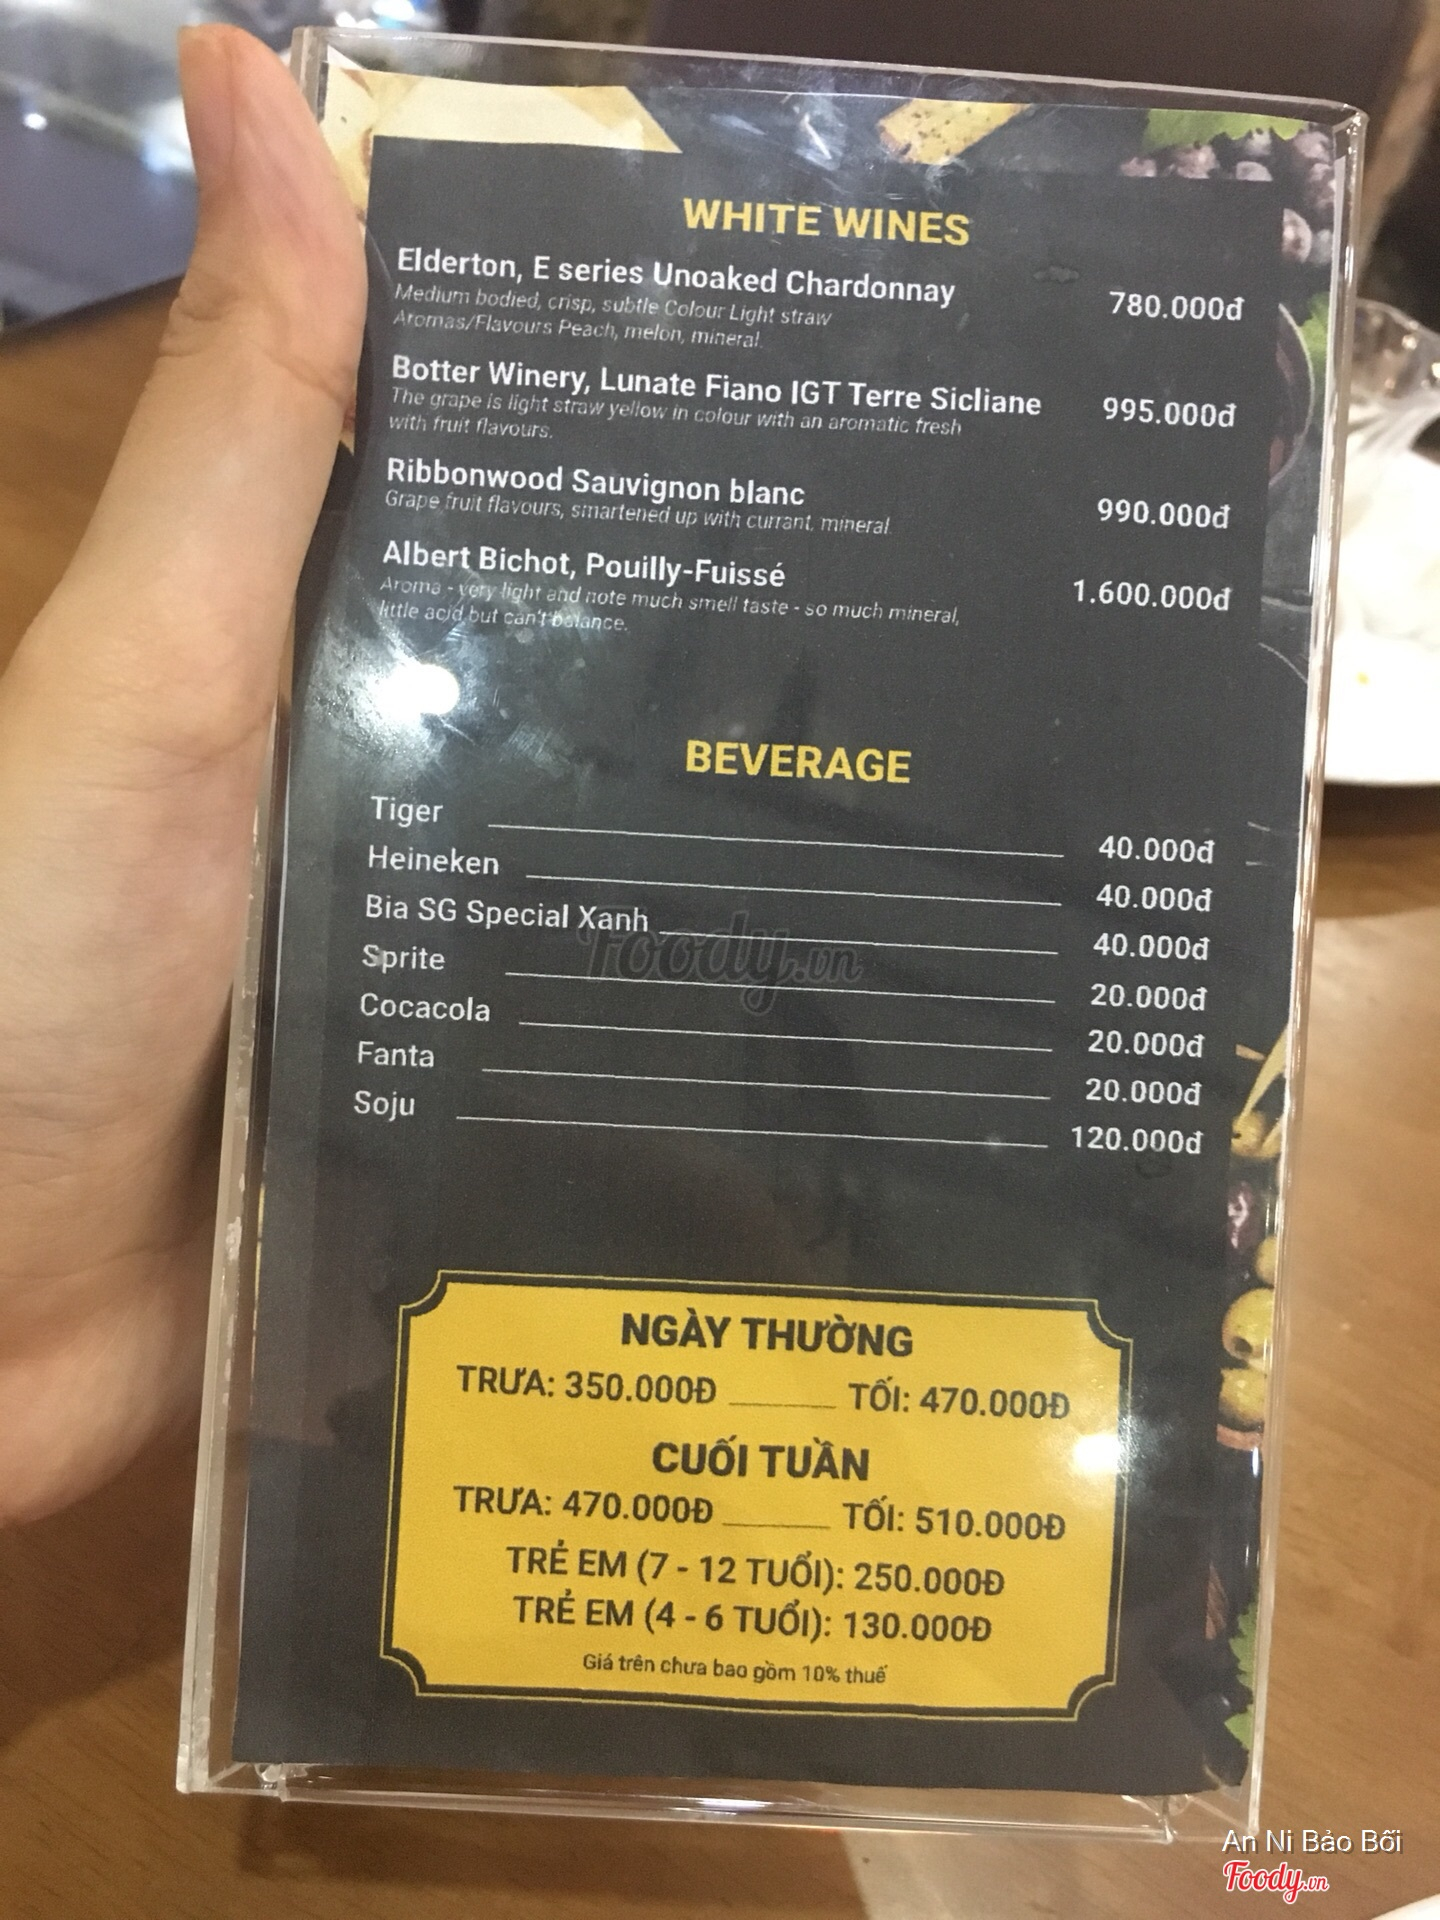 WHITE WINES
Elderton, E series Unoaked Chardonnay 780.000đ
Medium bodied, crisp, subtle Colour Light straw
Aromas/Flavours Peach, melon, mineral.
Botter Winery, Lunate Fiano IGT Terre Sicliane 995.000đ
The grape is light straw yellow in colour with an aromatic fresh
with fruit flavours.
Ribbonwood Sauvignon blanc 990.000đ
Grape fruit flavours, smartened up with currant, mineral.
Albert Bichot, Pouilly-Fuissé 1.600.000đ
Aroma - very light and note much smell taste - so much mineral,
little acid but can't balance.
BEVERAGE
Tiger 40.000đ
Heineken 40.000đ
Bia SG Special Xanh 40.000đ
Sprite 20.000đ
Cocacola 20.000đ
Fanta 20.000đ
Soju 120.000đ
Foody.vn
NGÀY THƯỜNG
TRƯA: 350.000Đ TỐI: 470.000Đ
CUỐI TUẦN
TRƯA: 470.000Đ TỐI: 510.000Đ
TRẺ EM (7 - 12 TUỔI): 250.000Đ
TRẺ EM (4 - 6 TUỔI): 130.000Đ
Giá trên chưa bao gồm 10% thuế
An Ni Bảo Bối
Foody.vn